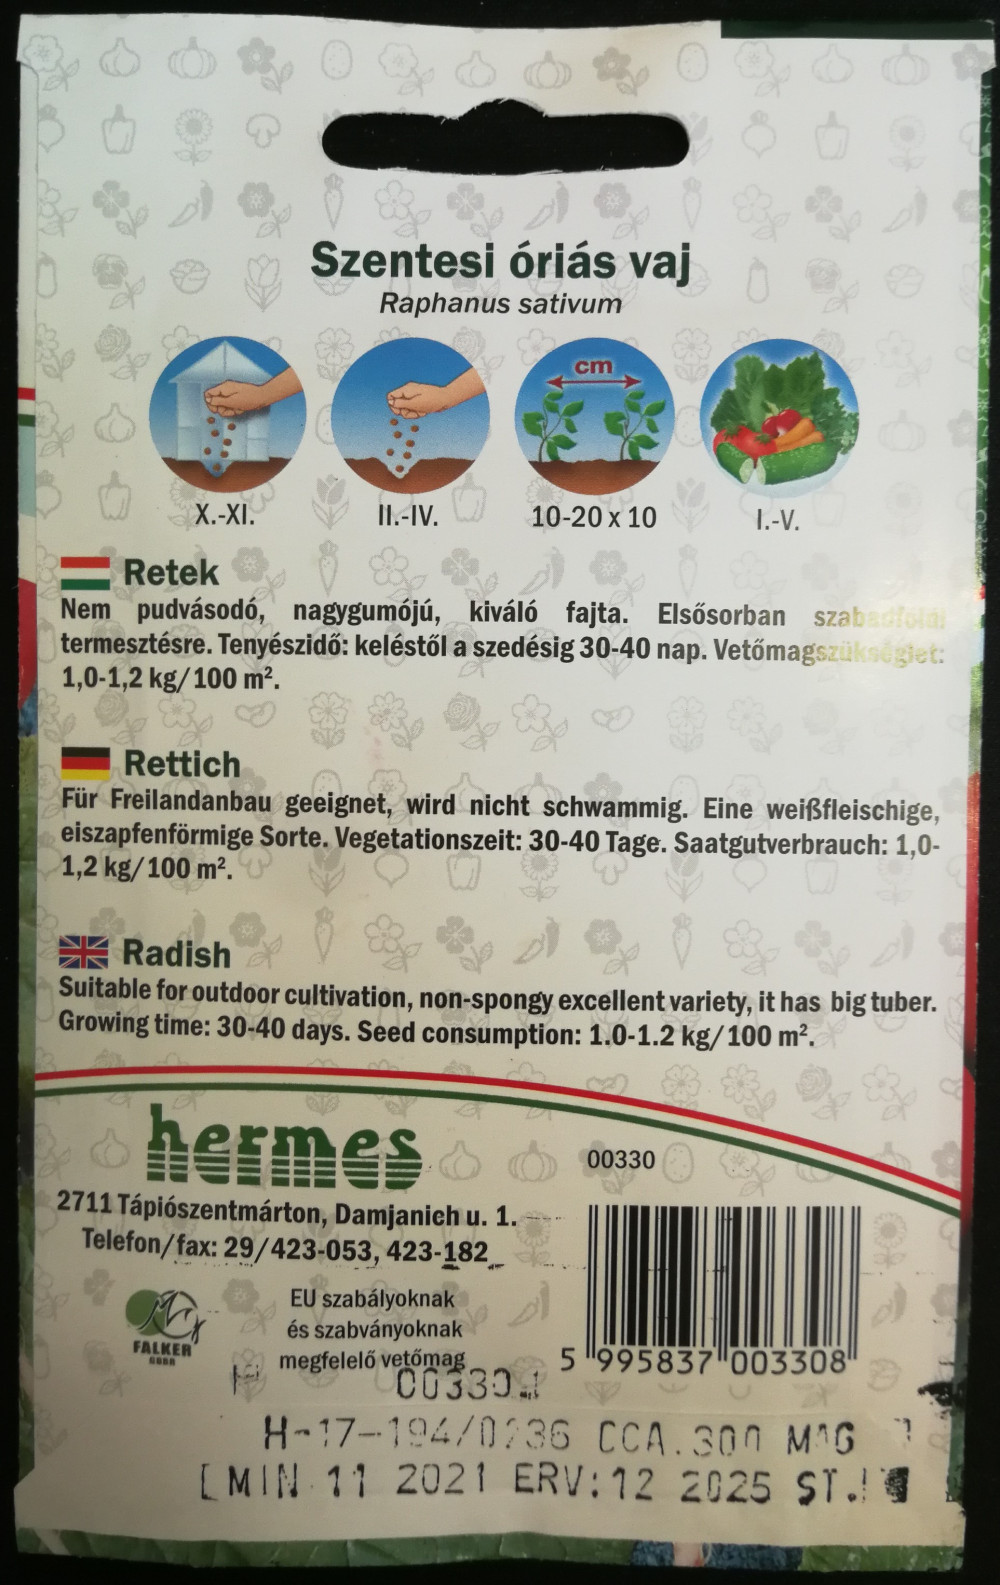 Szentesi óriás vaj
Raphanus sativum
cm
X.-XI.
II.-IV.
10-20 x 10
I.-V.
Retek
Nem pudvásodó, nagygumójú, kiváló fajta. Elsősorban szabadföldi
termesztésre. Tenyészidő: keléstől a szedésig 30-40 nap. Vetőmagszükséglet:
1,0-1,2 kg/100 m².
Rettich
Für Freilandanbau geeignet, wird nicht schwammig. Eine weißfleischige,
eiszapfenförmige Sorte. Vegetationszeit: 30-40 Tage. Saatgutverbrauch: 1,0-
1,2 kg/100 m².
Radish
Suitable for outdoor cultivation, non-spongy excellent variety, it has big tuber.
Growing time: 30-40 days. Seed consumption: 1.0-1.2 kg/100 m².
hermes
00330
2711 Tápiószentmárton, Damjanich u. 1.
Telefon/fax: 29/423-053, 423-182
FALKER
EU szabályoknak
és szabványoknak
megfelelő vetőmag
5 995837 003308
H-17-194/0236 CCA.300 MAG
MIN 11 2021 ERV:12 2025 ST.